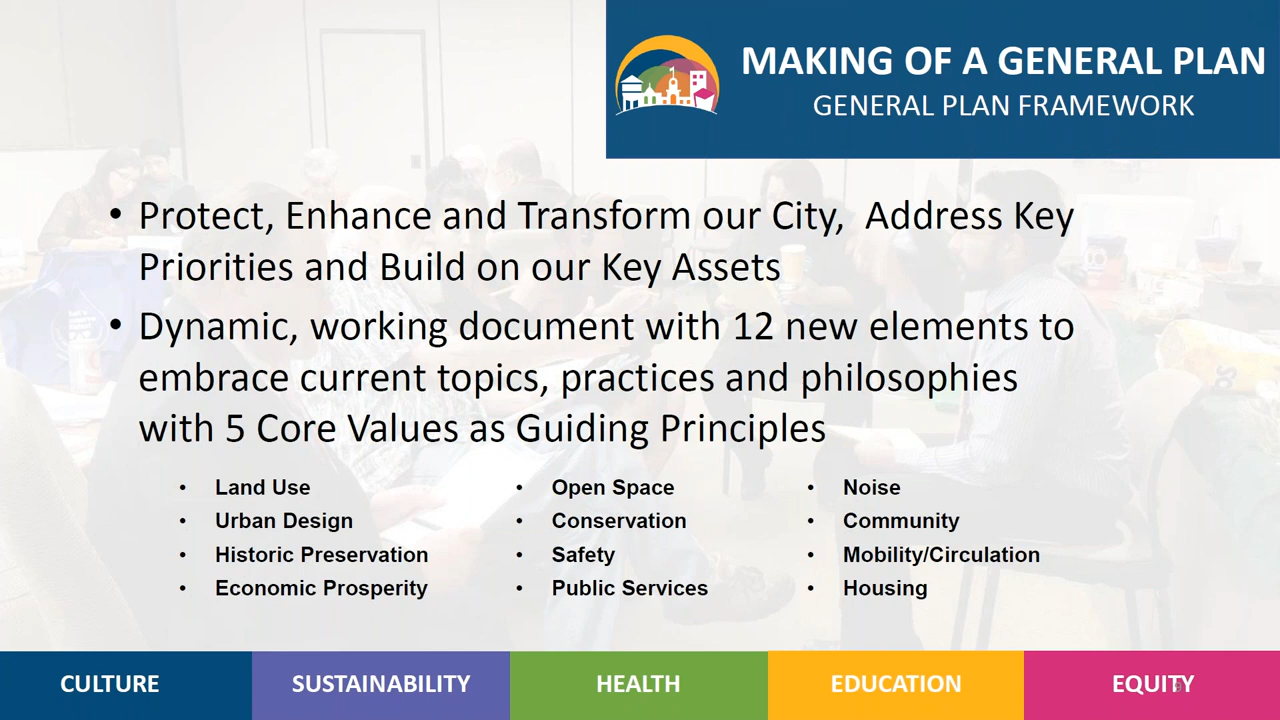 MAKING OF A GENERAL PLAN
GENERAL PLAN FRAMEWORK
• Protect, Enhance and Transform our City,  Address Key
Priorities and Build on our Key Assets
• Dynamic, working document with 12 new elements to
embrace current topics, practices and philosophies
with 5 Core Values as Guiding Principles
• Land Use
• Urban Design
• Historic Preservation
• Economic Prosperity
• Open Space
• Conservation
• Safety
• Public Services
• Noise
• Community
• Mobility/Circulation
• Housing
CULTURE
SUSTAINABILITY
HEALTH
EDUCATION
EQUITY